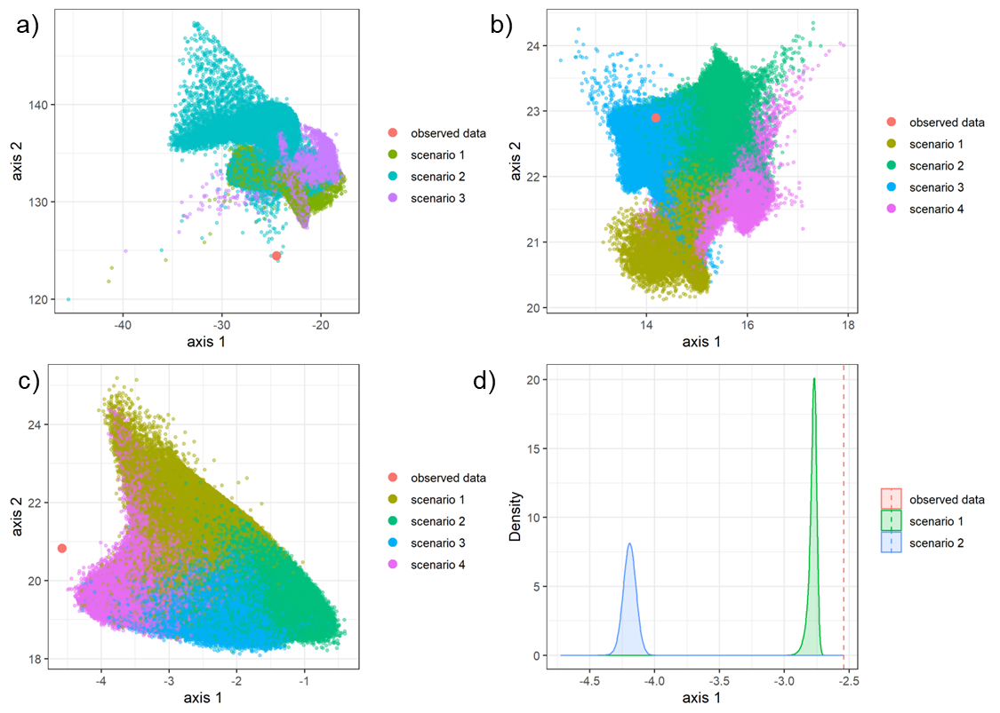 a)
axis 2
140
130
120
-40
-30
-20
axis 1
observed data
scenario 1
scenario 2
scenario 3
b)
axis 2
24
23
22
21
20
14
16
18
axis 1
observed data
scenario 1
scenario 2
scenario 3
scenario 4
c)
axis 2
24
22
20
18
-4
-3
-2
-1
axis 1
observed data
scenario 1
scenario 2
scenario 3
scenario 4
d)
Density
20
15
10
5
0
-4.5
-4.0
-3.5
-3.0
-2.5
axis 1
observed data
scenario 1
scenario 2